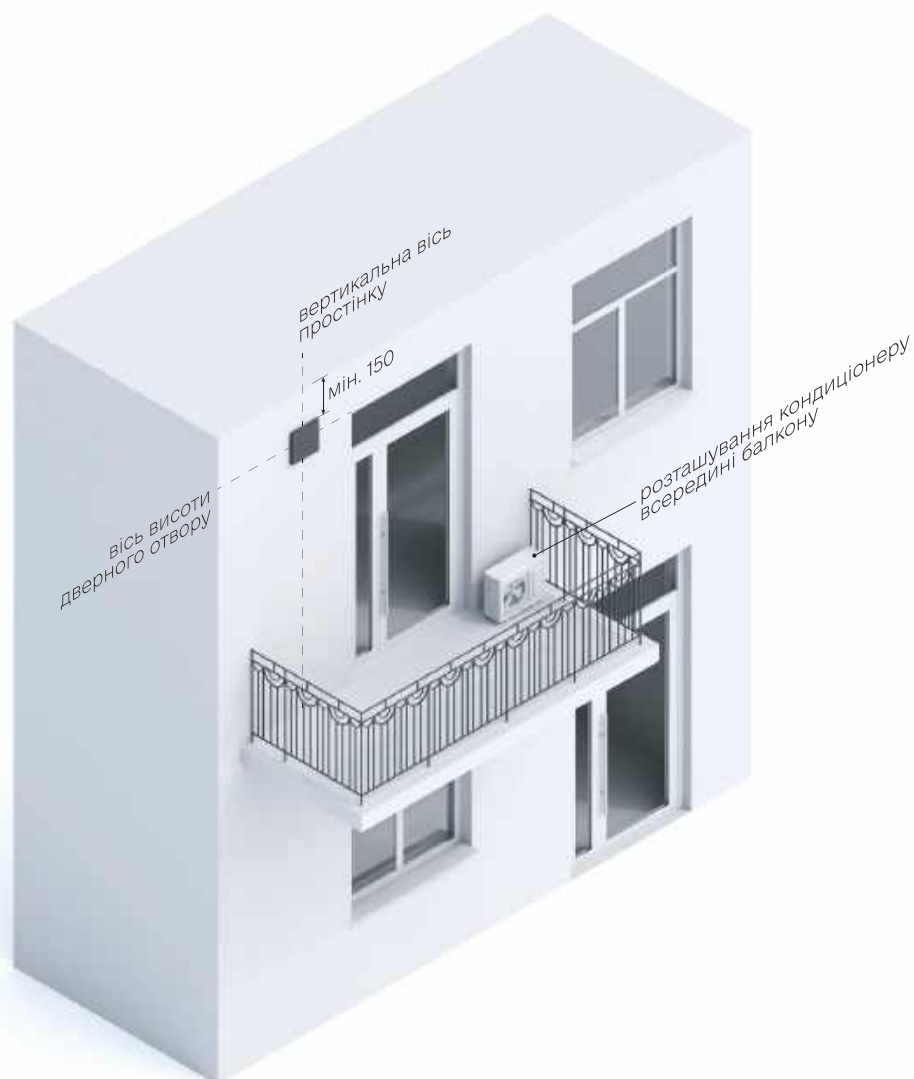 вертикальна вісь
простінку
мін. 150
розташування кондиціонеру
всередині балкону
вісь висоти
дверного отвору